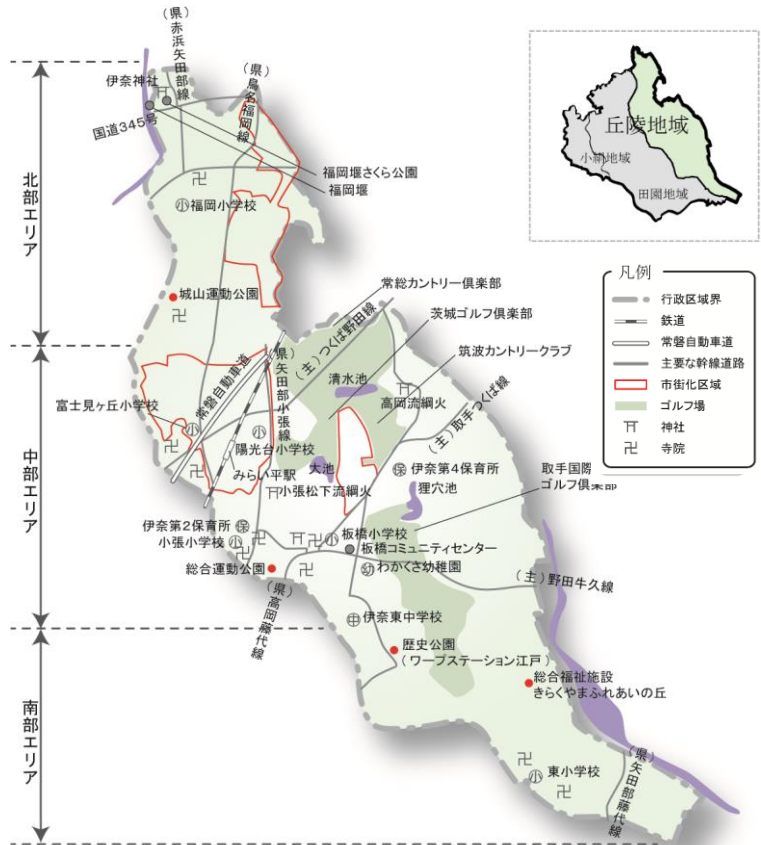 (県)赤浜矢田部線
伊奈神社
(県)鳥名福岡線
国道345号
福岡堰さくら公園
福岡堰
小福岡小学校
城山運動公園
北部エリア
丘陵地域
小絹地域
田園地域
凡例
行政区域界
鉄道
常磐自動車道
主要な幹線道路
市街化区域
ゴルフ場
神社
寺院
常総カントリー倶楽部
茨城ゴルフ倶楽部
筑波カントリークラブ
(主)つくば野田線
(県)矢田部小張線
常磐自動車道
清水池
高岡流綱火
(主)取手つくば線
富士見ヶ丘小学校
小
小
陽光台小学校
みらい平駅
大池
小張松下流綱火
保伊奈第4保育所
狸穴池
取手国際
ゴルフ倶楽部
中部エリア
伊奈第2保育所保
小張小学校小
小板橋小学校
板橋コミュニティセンター
幼わかくさ幼稚園
総合運動公園
(県)高岡藤代線
(主)野田牛久線
中伊奈東中学校
歴史公園
(ワープステーション江戸)
総合福祉施設
きらくやまふれあいの丘
南部エリア
小東小学校
(県)矢田部藤代線